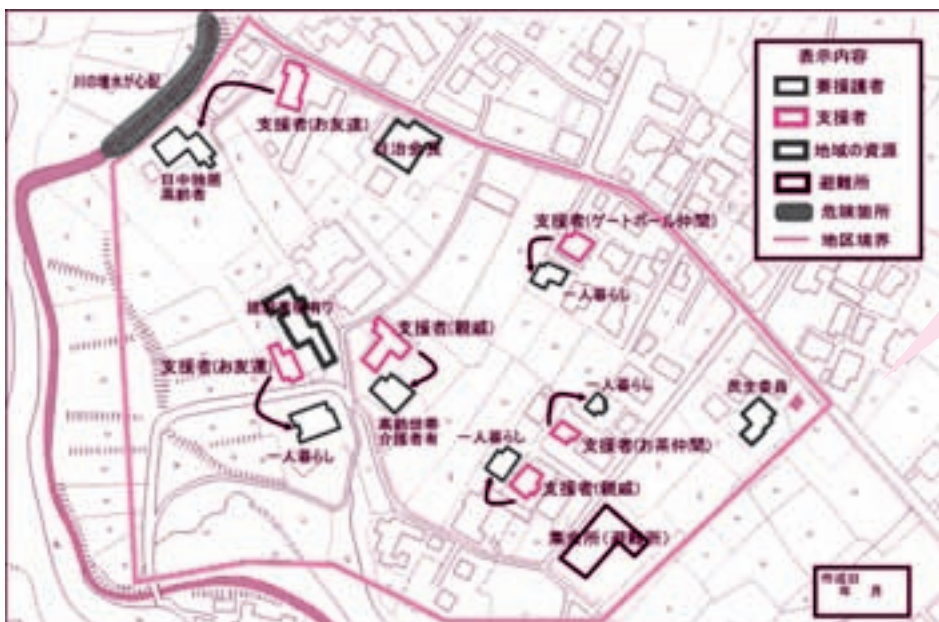 川の増水が心配
支援者(お友達)
自治会長
日中独居
高齢者
表示内容
要援護者
支援者
地域の資源
避難所
危険箇所
地区境界
支援者(ゲートボール仲間)
一人暮らし
支援者(親戚)
支援者(お友達)
高齢世帯
介護者有
一人暮らし
一人暮らし
民生委員
一人暮らし
支援者(お茶仲間)
支援者(親戚)
集会所(避難所)
作成日
年 月